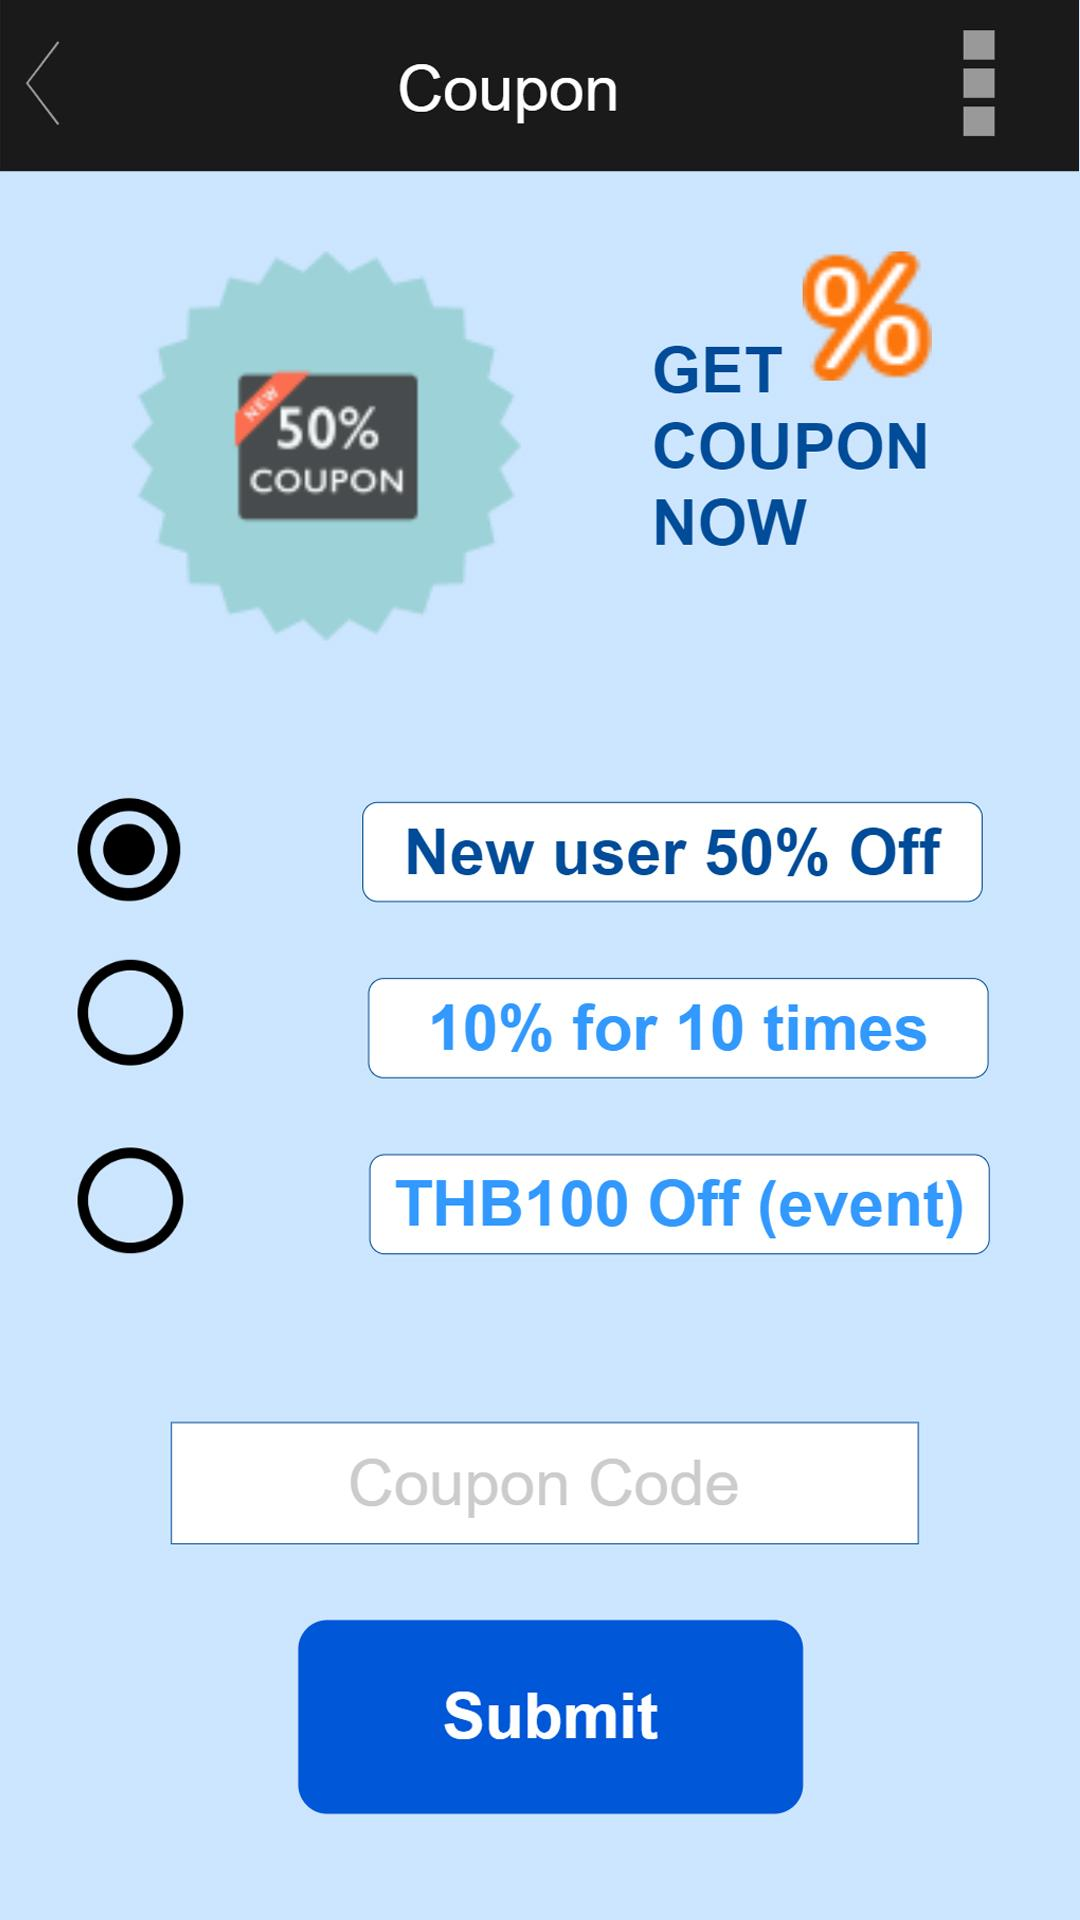 Coupon
NEW
50%
COUPON
%
GET
COUPON
NOW
New user 50% Off
10% for 10 times
THB100 Off (event)
Coupon Code
Submit